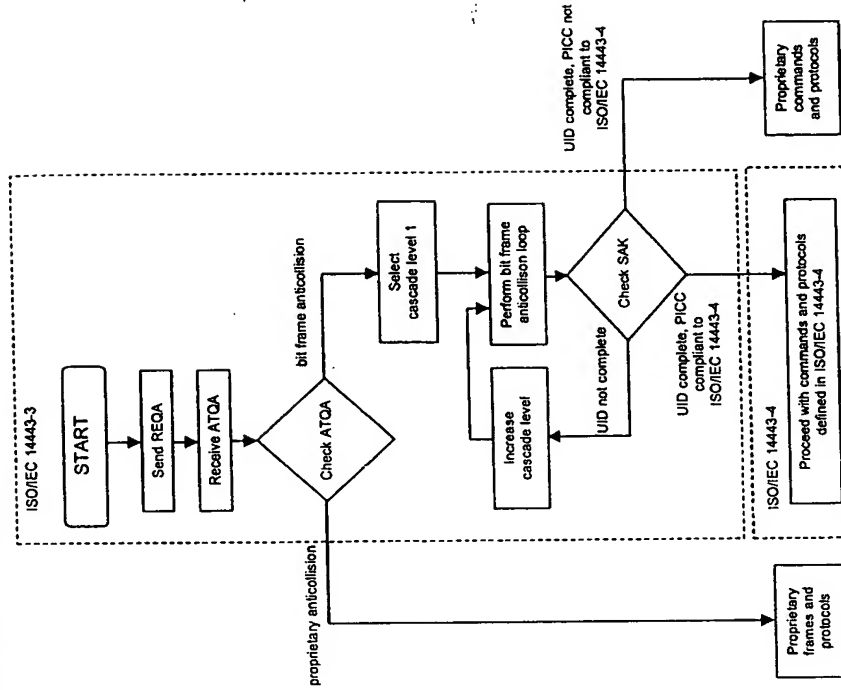 ISO/IEC 14443-3
START
Send REQA
Receive ATQA
Check ATQA
proprietary anticollision
bit frame anticollision
Select
cascade level 1
Perform bit frame
anticollison loop
Increase
cascade level
Check SAK
UID not complete
UID complete, PICC not
compliant to
ISO/IEC 14443-4
UID complete, PICC
compliant to
ISO/IEC 14443-4
ISO/IEC 14443-4
Proprietary
frames and
protocols
Proceed with commands and protocols
defined in ISO/IEC 14443-4
Proprietary
commands
and protocols